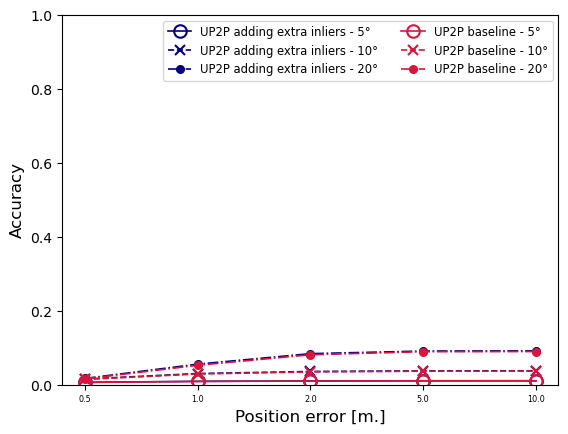 1.0
0.8
0.6
0.4
0.2
0.0
Accuracy
UP2P adding extra inliers - 5°
UP2P adding extra inliers - 10°
UP2P adding extra inliers - 20°
UP2P baseline - 5°
UP2P baseline - 10°
UP2P baseline - 20°
0.5 1.0 2.0 5.0 10.0
Position error [m.]